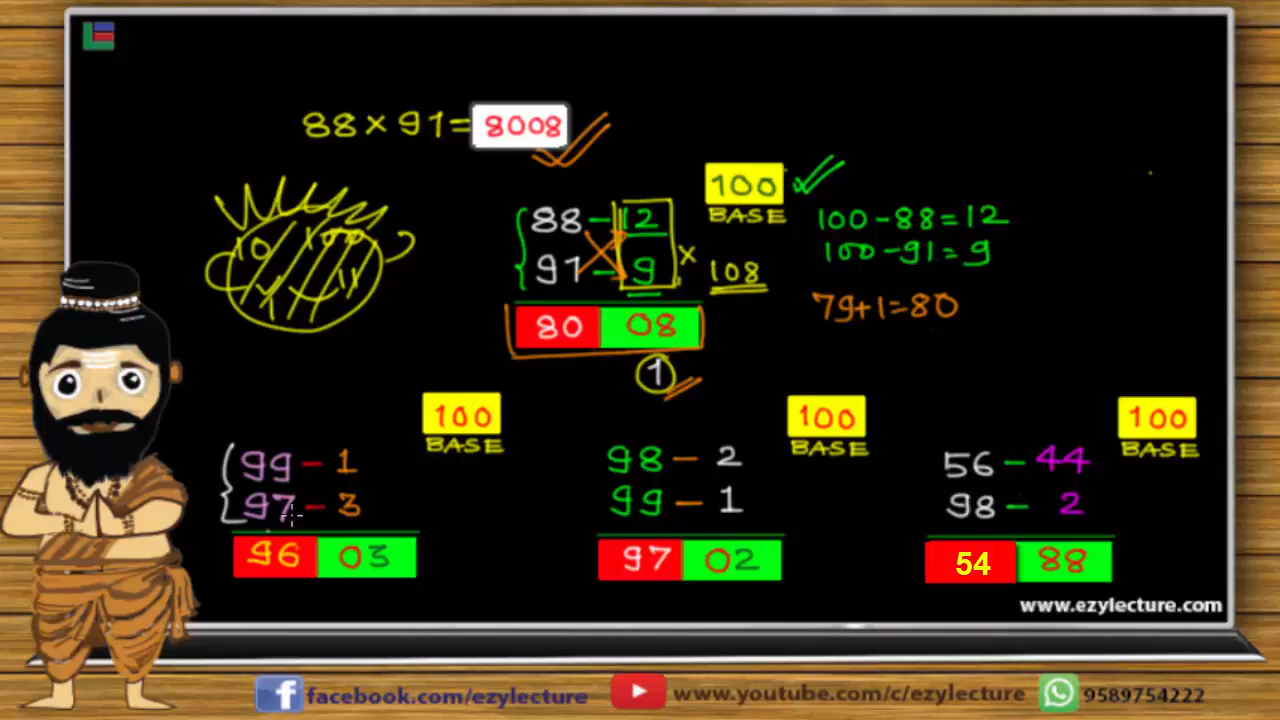 88 × 91 = 8008
100
BASE
88 - 12
91 - 9
×
108
80 08
1
100 - 88 = 12
100 - 91 = 9
79 + 1 = 80
10 100
11
100
BASE
99 - 1
97 - 3
96 03
100
BASE
98 - 2
99 - 1
97 02
100
BASE
56 - 44
98 - 2
54 88
www.ezylecture.com
facebook.com/ezylecture
www.youtube.com/c/ezylecture
9589754222